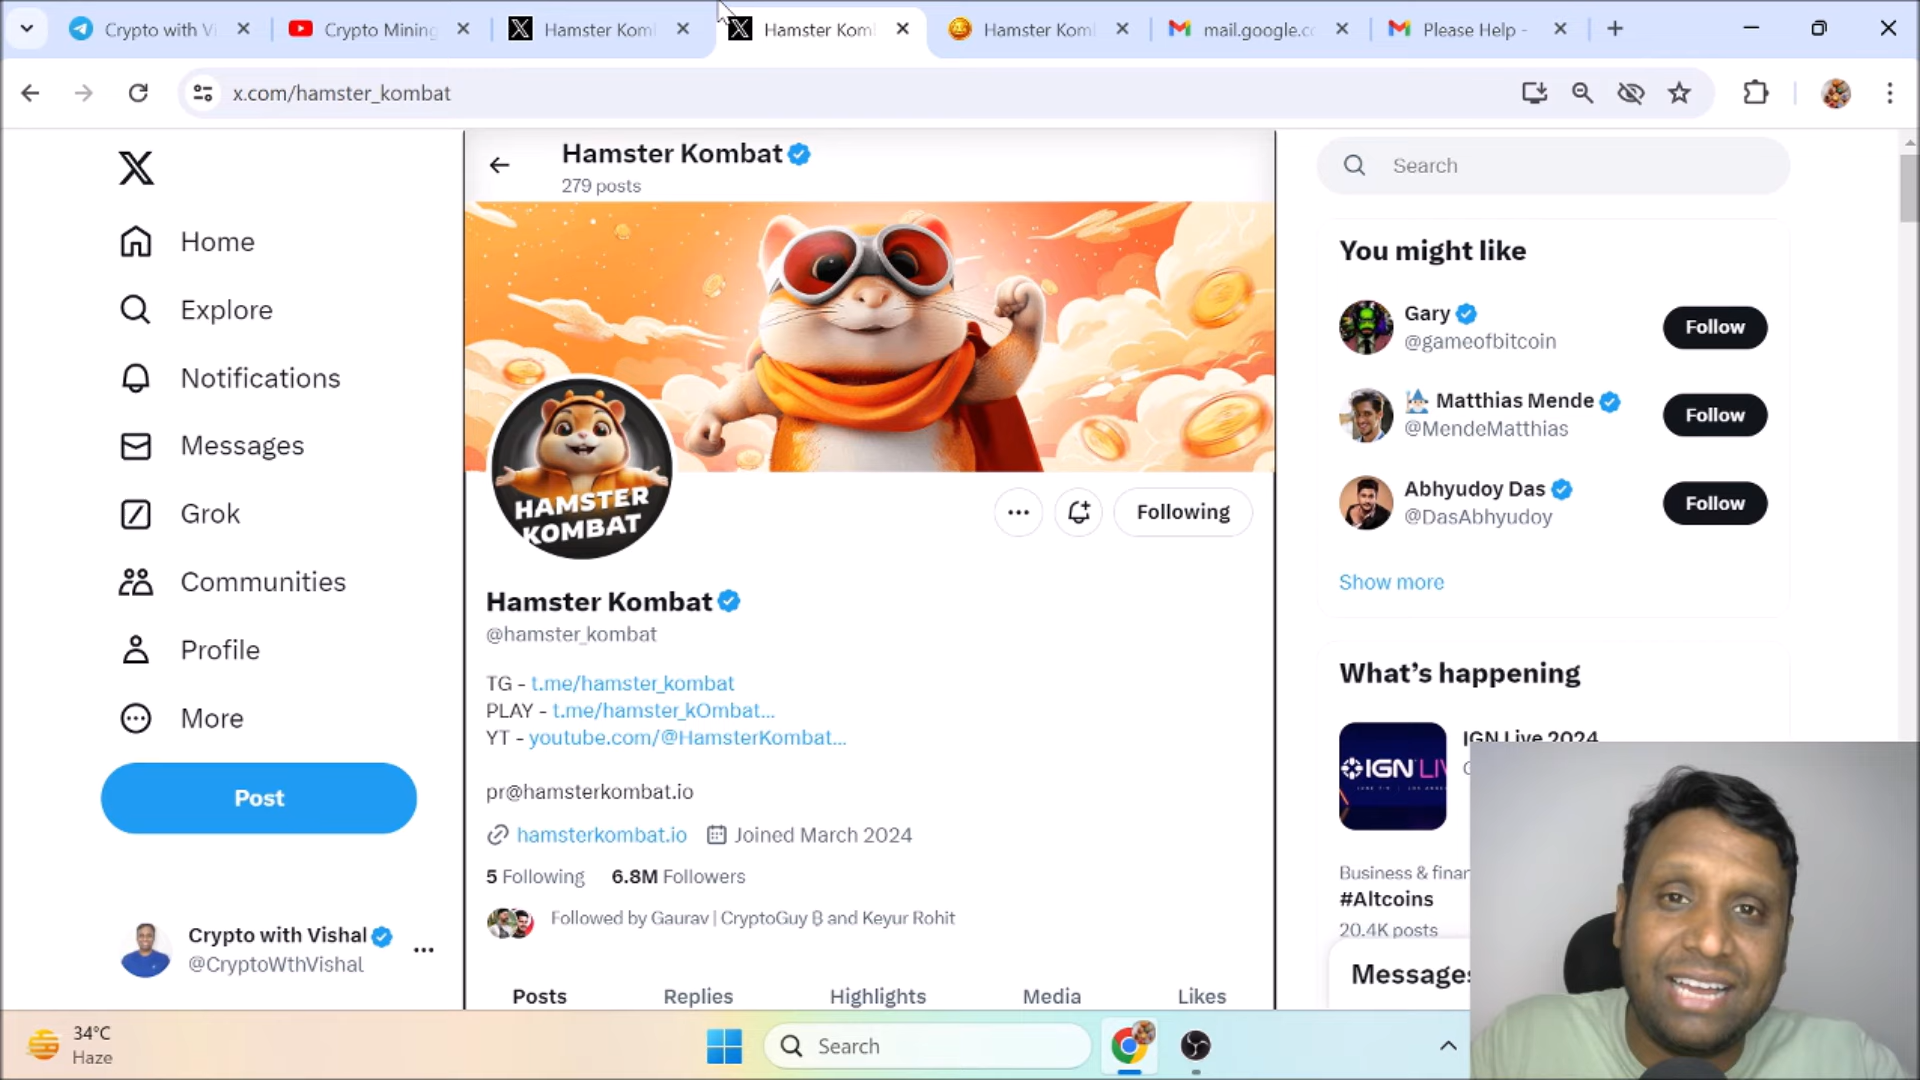 Crypto with Vi
Crypto Mining
Hamster Kom
Hamster Kom
Hamster Kom
mail.google.c
Please Help -
x.com/hamster_kombat
Home
Explore
Notifications
Messages
Grok
Communities
Profile
More
Post
Crypto with Vishal
@CryptoWthVishal
Hamster Kombat
279 posts
HAMSTER
KOMBAT
Following
Hamster Kombat
@hamster_kombat
TG - t.me/hamster_kombat
PLAY - t.me/hamster_kOmbat...
YT - youtube.com/@HamsterKombat...
pr@hamsterkombat.io
hamsterkombat.io Joined March 2024
5 Following 6.8M Followers
Followed by Gaurav | CryptoGuy ₿ and Keyur Rohit
Posts Replies Highlights Media Likes
Search
You might like
Gary
@gameofbitcoin
Follow
Matthias Mende
@MendeMatthias
Follow
Abhyudoy Das
@DasAbhyudoy
Follow
Show more
What's happening
IGN LIV
IGN Live 2024
Business & finan
#Altcoins
20.4K posts
Messages
34°C
Haze
Search